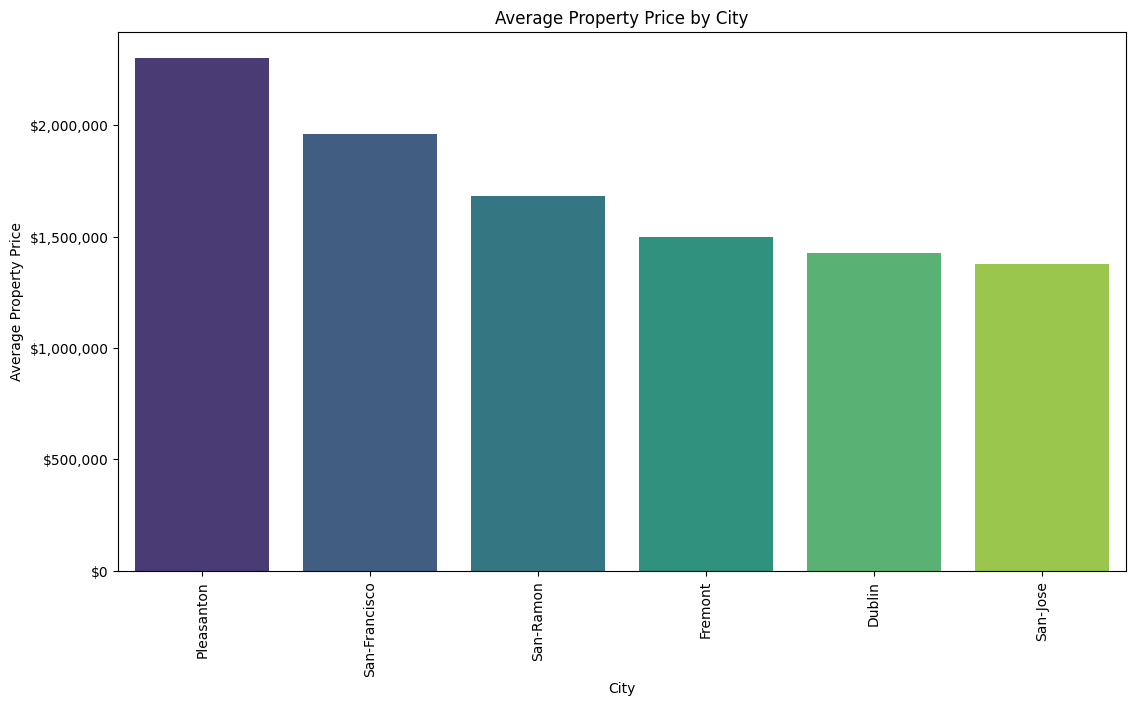 Average Property Price by City
Average Property Price
$2,000,000
$1,500,000
$1,000,000
$500,000
$0
Pleasanton
San-Francisco
San-Ramon
Fremont
Dublin
San-Jose
City